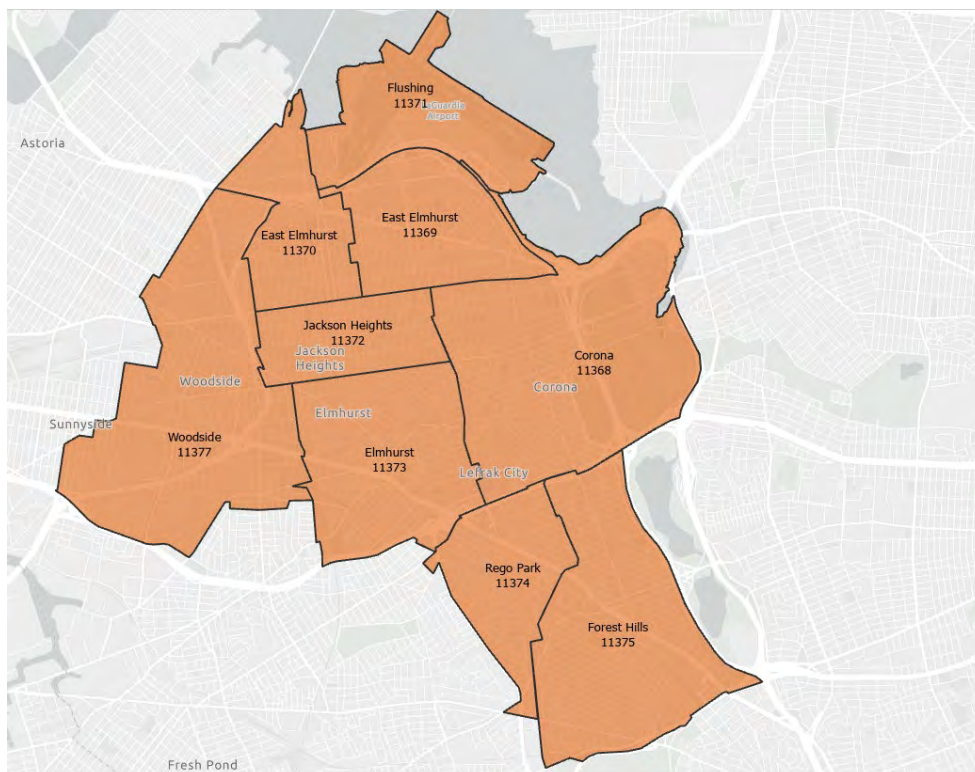 Flushing
11371
LaGuardia
Airport
Astoria
East Elmhurst
11369
East Elmhurst
11370
Jackson Heights
11372
Jackson
Heights
Corona
11368
Corona
Woodside
Elmhurst
Sunnyside
Woodside
11377
Elmhurst
11373
Lefrak City
Rego Park
11374
Forest Hills
11375
Fresh Pond